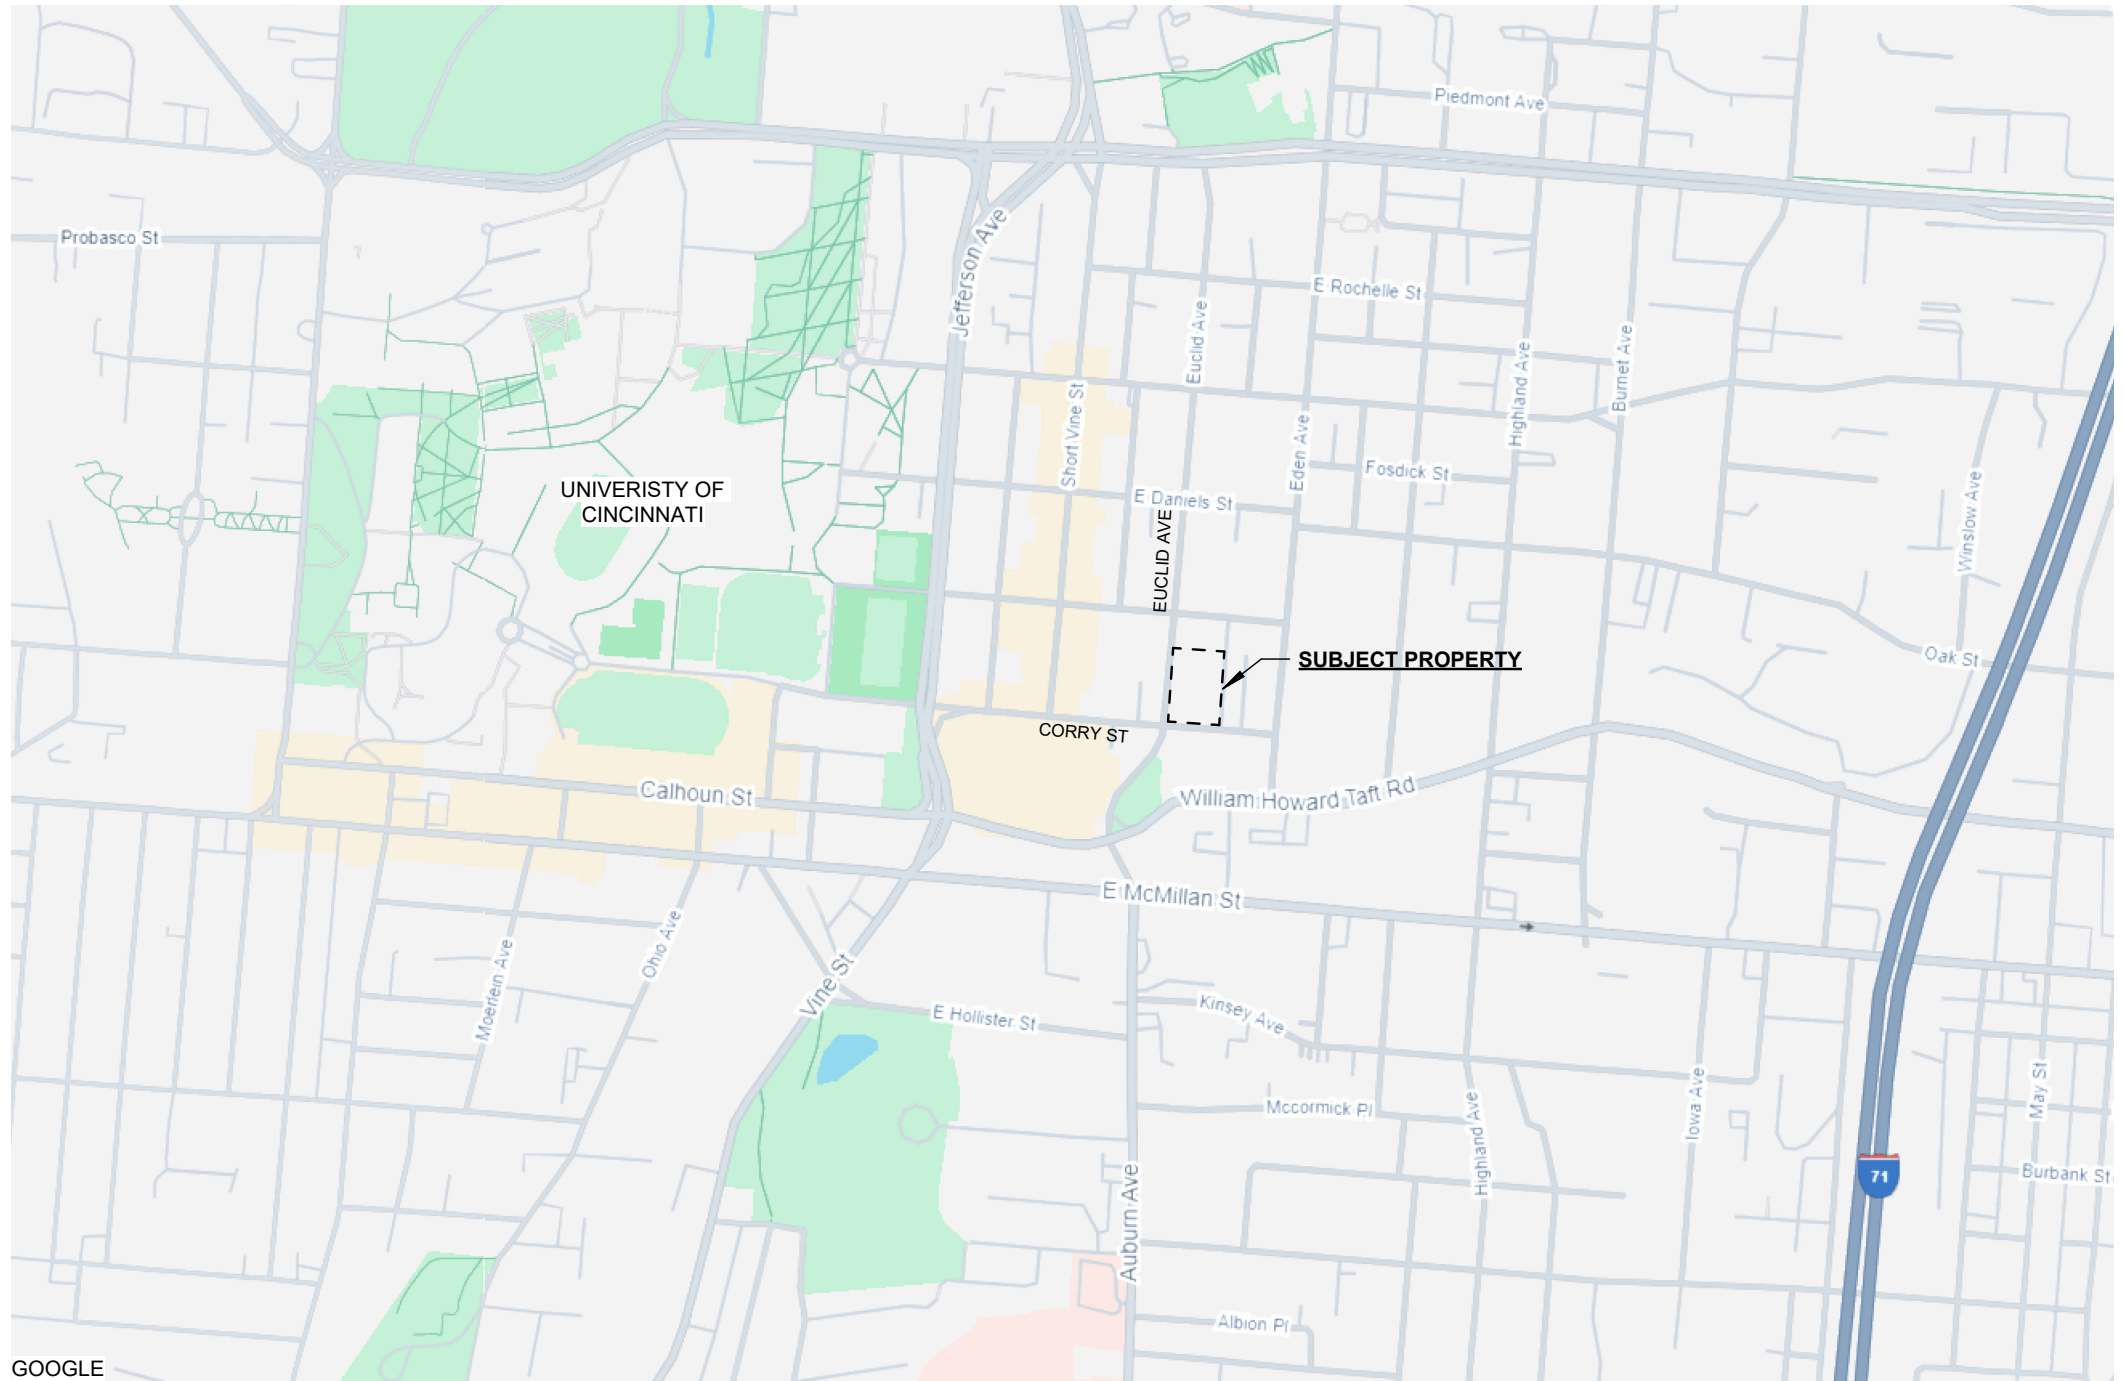 Piedmont Ave
Probasco St
Jefferson Ave
E Rochelle St
Euclid Ave
Highland Ave
Burnet Ave
Short Vine St
Eden Ave
Fosdick St
E Daniels St
UNIVERISTY OF
CINCINNATI
Winslow Ave
EUCLID AVE
SUBJECT PROPERTY
Oak St
CORRY ST
Calhoun St
William Howard Taft Rd
E McMillan St
Ohio Ave
Moerlein Ave
Vine St
E Hollister St
Kinsey Ave
Mccormick Pl
Highland Ave
Iowa Ave
May St
Burbank St
71
Auburn Ave
Albion Pl
GOOGLE